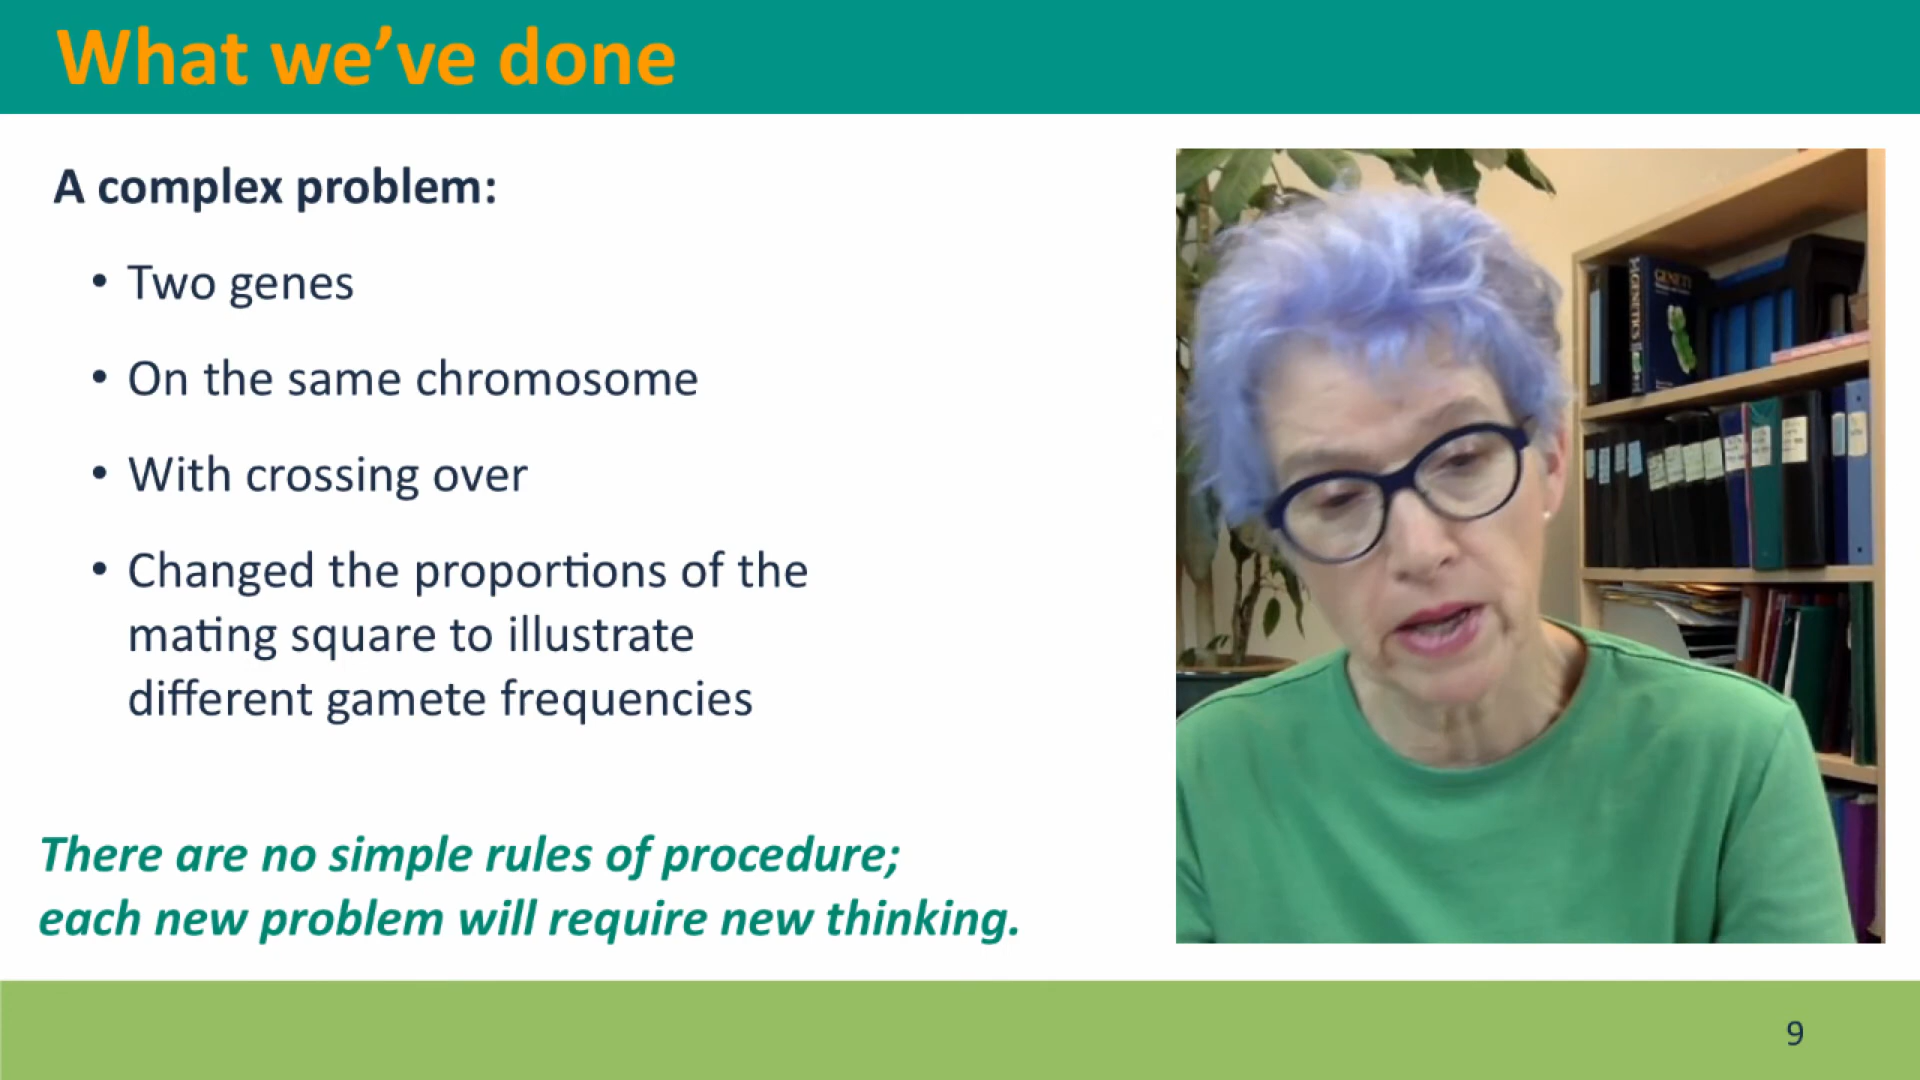 What we’ve done
A complex problem:
• Two genes
• On the same chromosome
• With crossing over
• Changed the proportions of the
mating square to illustrate
different gamete frequencies
There are no simple rules of procedure;
each new problem will require new thinking.
GENETICS
9